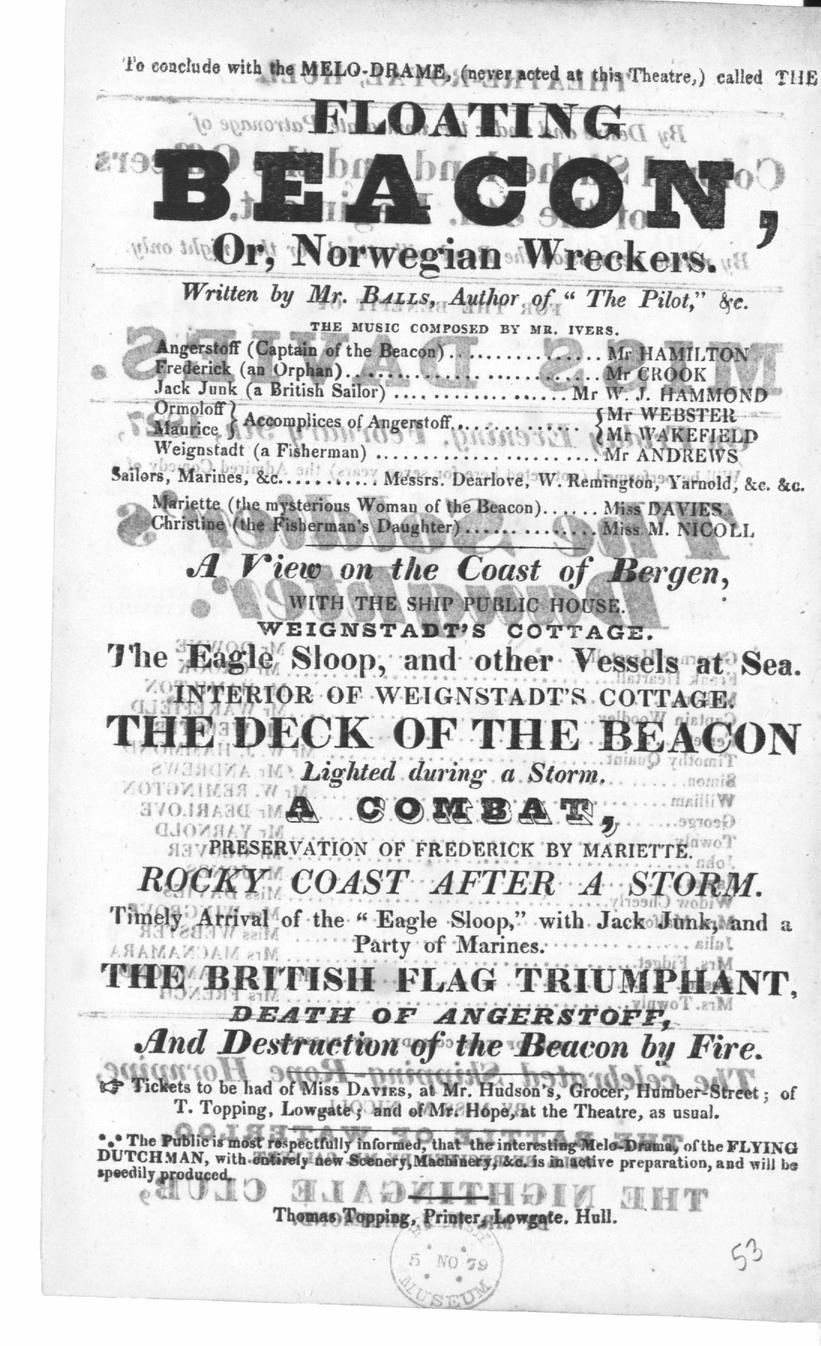 To conclude with the MELO-DRAME, (never acted at this Theatre,) called THE
FLOATING
BEACON,
Or, Norwegian Wreckers.
Written by Mr. BALLS, Author of “ The Pilot,” &c.
THE MUSIC COMPOSED BY MR. IVERS.
Angerstoff (Captain of the Beacon) ................ Mr HAMILTON
Frederick (an Orphan)........................... Mr CROOK
Jack Junk (a British Sailor) .................... Mr W. J. HAMMOND
Ormoloff } Accomplices of Angerstoff.............. { Mr WEBSTER
Maurice } { Mr WAKEFIELD
Weignstadt (a Fisherman) ........................ Mr ANDREWS
Sailors, Marines, &c........... Messrs. Dearlove, W. Remington, Yarnold, &c. &c.
Mariette (the mysterious Woman of the Beacon)...... Miss DAVIES
Christine (the Fisherman's Daughter) ............... Miss M. NICOLL
A View on the Coast of Bergen,
WITH THE SHIP PUBLIC HOUSE.
WEIGNSTADT'S COTTAGE.
The Eagle Sloop, and other Vessels at Sea.
INTERIOR OF WEIGNSTADT'S COTTAGE.
THE DECK OF THE BEACON
Lighted during a Storm.
A COMBAT,
PRESERVATION OF FREDERICK BY MARIETTE.
ROCKY COAST AFTER A STORM.
Timely Arrival of the “ Eagle Sloop,” with Jack Junk, and a
Party of Marines.
THE BRITISH FLAG TRIUMPHANT,
DEATH OF ANGERSTOFF,
And Destruction of the Beacon by Fire.
☞ Tickets to be had of Miss DAVIES, at Mr. Hudson's, Grocer, Humber-Street ; of
T. Topping, Lowgate ; and of Mr. Hope, at the Theatre, as usual.
*.* The Public is most respectfully informed, that the interesting Melo-Drama, of the FLYING
DUTCHMAN, with entirely new Scenery, Machinery, &c. is in active preparation, and will be
speedily produced.
Thomas Topping, Printer, Lowgate. Hull.
5 NO 79
MUSEUM
53